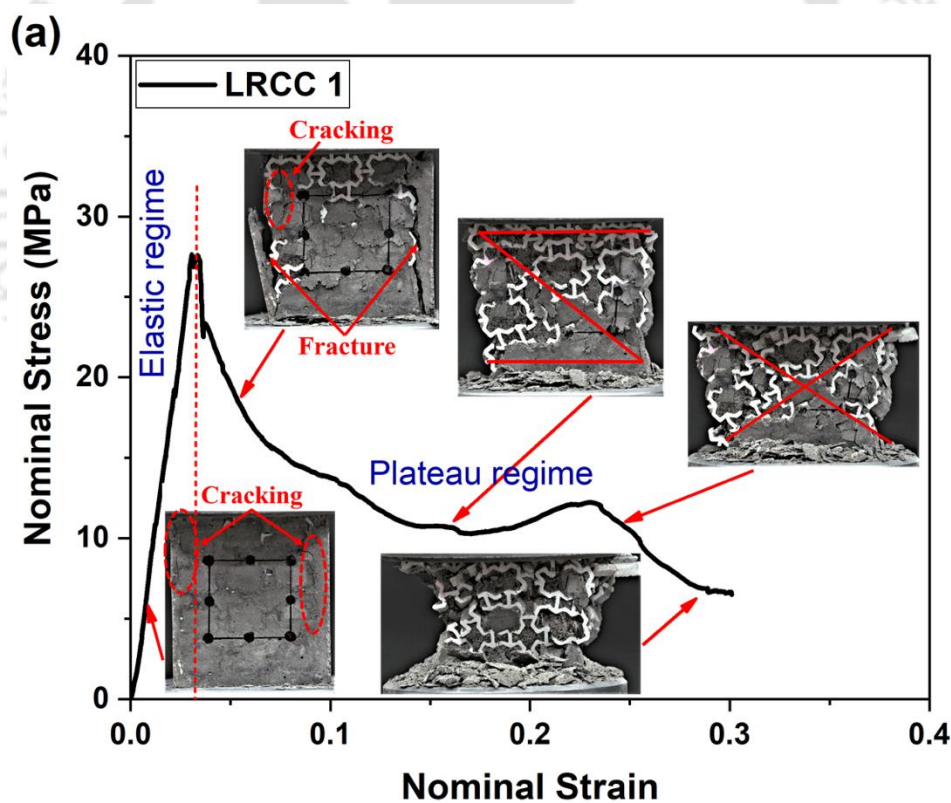 (a)
40
30
20
10
0
Nominal Stress (MPa)
LRCC 1
Elastic regime
Cracking
Fracture
Plateau regime
Cracking
0.0 0.1 0.2 0.3 0.4
Nominal Strain